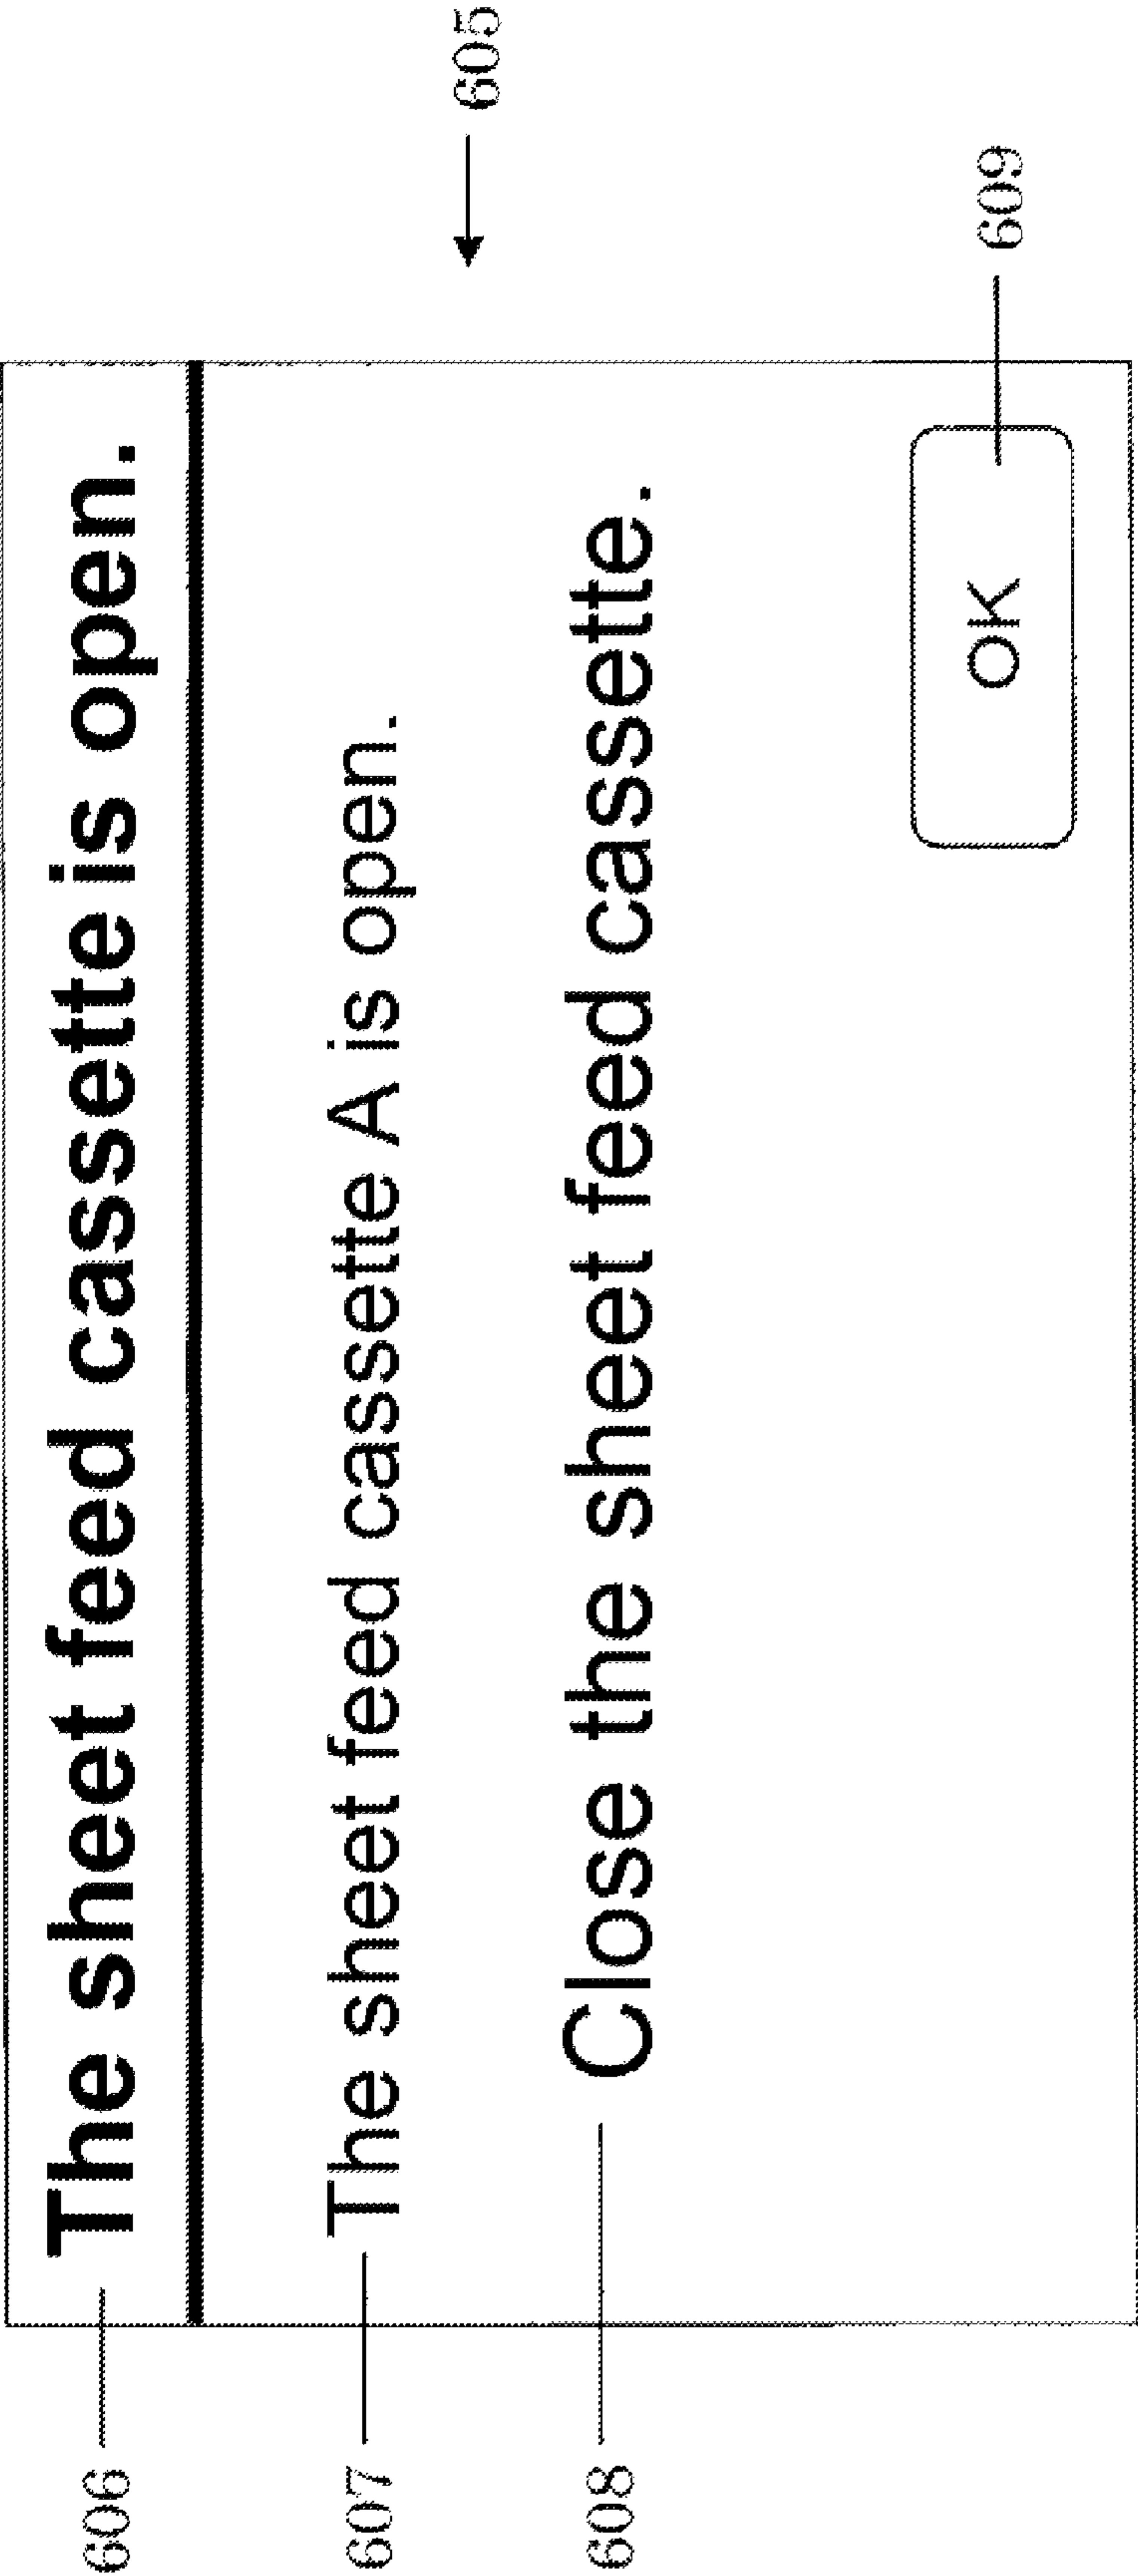 605
606 The sheet feed cassette is open.
607 The sheet feed cassette A is open.
608 Close the sheet feed cassette.
OK 609